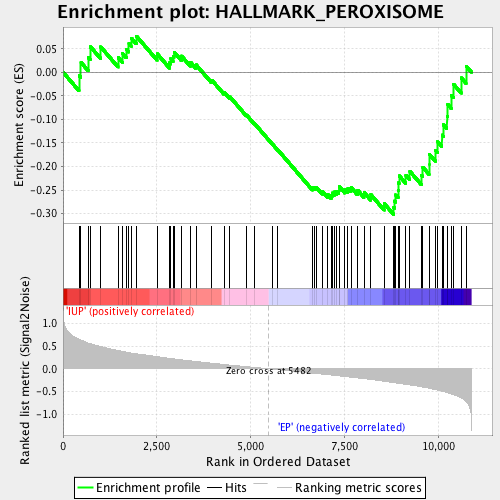 Enrichment plot: HALLMARK_PEROXISOME
Enrichment score (ES)
0.05
0.00
-0.05
-0.10
-0.15
-0.20
-0.25
-0.30
Ranked list metric (Signal2Noise)
1.0
0.5
0.0
-0.5
-1.0
'IUP' (positively correlated)
Zero cross at 5482
'EP' (negatively correlated)
0
2,500
5,000
7,500
10,000
Rank in Ordered Dataset
Enrichment profile
Hits
Ranking metric scores